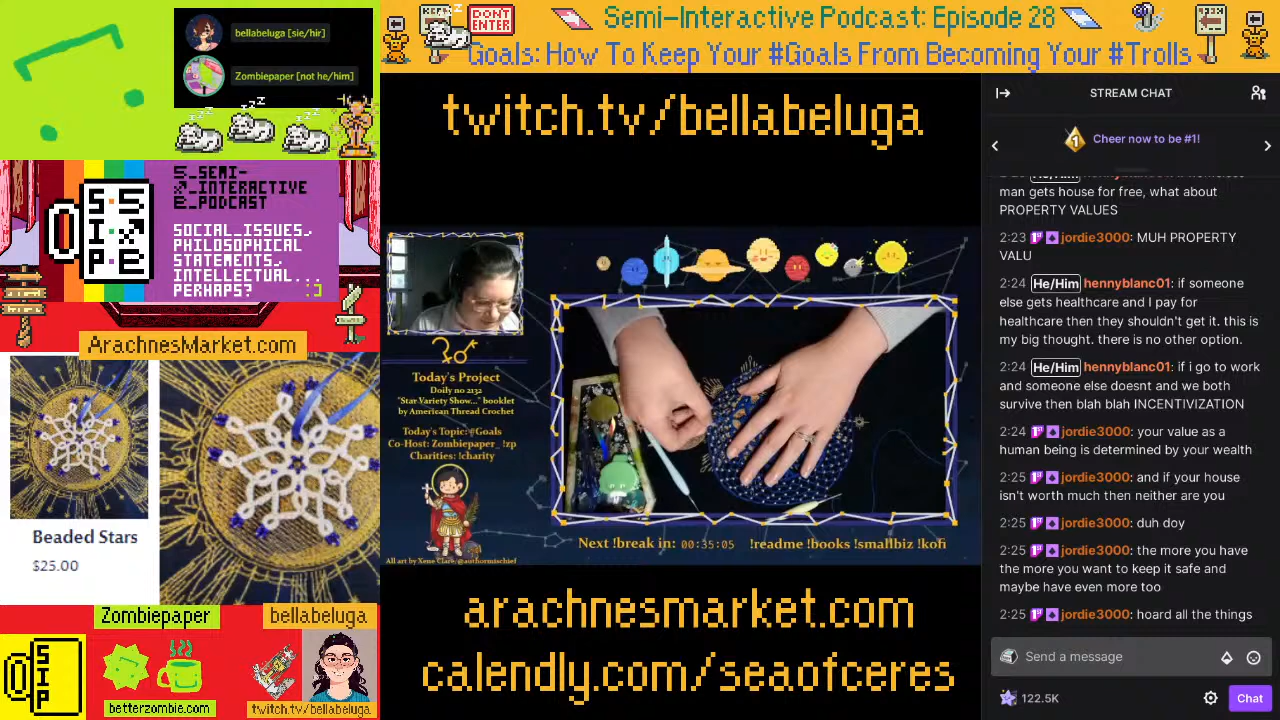 bellabeluga [sie/hir]
Zombiepaper [not he/him]
DON'T
ENTER
Semi-Interactive Podcast: Episode 28
Goals: How To Keep Your #Goals From Becoming Your #Trolls
S_SEMI-
_INTERACTIVE
_PODCAST
SOCIAL_ISSUES,
PHILOSOPHICAL
STATEMENTS,
INTELLECTUAL...
PERHAPS? :)
ArachnesMarket.com
Beaded Stars
$25.00
Zombiepaper
bellabeluga
SIP
betterzombie.com
twitch.tv/bellabeluga
twitch.tv/bellabeluga
Today's Project
Doily no 2132
"Star Variety Show..." booklet
by American Thread Crochet
Today's Topic: #Goals
Co-Host: Zombiepaper_ !zp
Charities: !charity
All art by Xene Clare/@authormischief
Next !break in: 00:35:05 !readme !books !smallbiz !kofi
arachnesmarket.com
calendly.com/seaofceres
STREAM CHAT
1 Cheer now to be #1!
man gets house for free, what about
PROPERTY VALUES
2:23 jordie3000: MUH PROPERTY
VALU
2:24 He/Him hennyblanc01: if someone
else gets healthcare and I pay for
healthcare then they shouldn't get it. this is
my big thought. there is no other option.
2:24 He/Him hennyblanc01: if i go to work
and someone else doesnt and we both
survive then blah blah INCENTIVIZATION
2:24 jordie3000: your value as a
human being is determined by your wealth
2:25 jordie3000: and if your house
isn't worth much then neither are you
2:25 jordie3000: duh doy
2:25 jordie3000: the more you have
the more you want to keep it safe and
maybe have even more too
2:25 jordie3000: hoard all the things
Send a message
122.5K
Chat